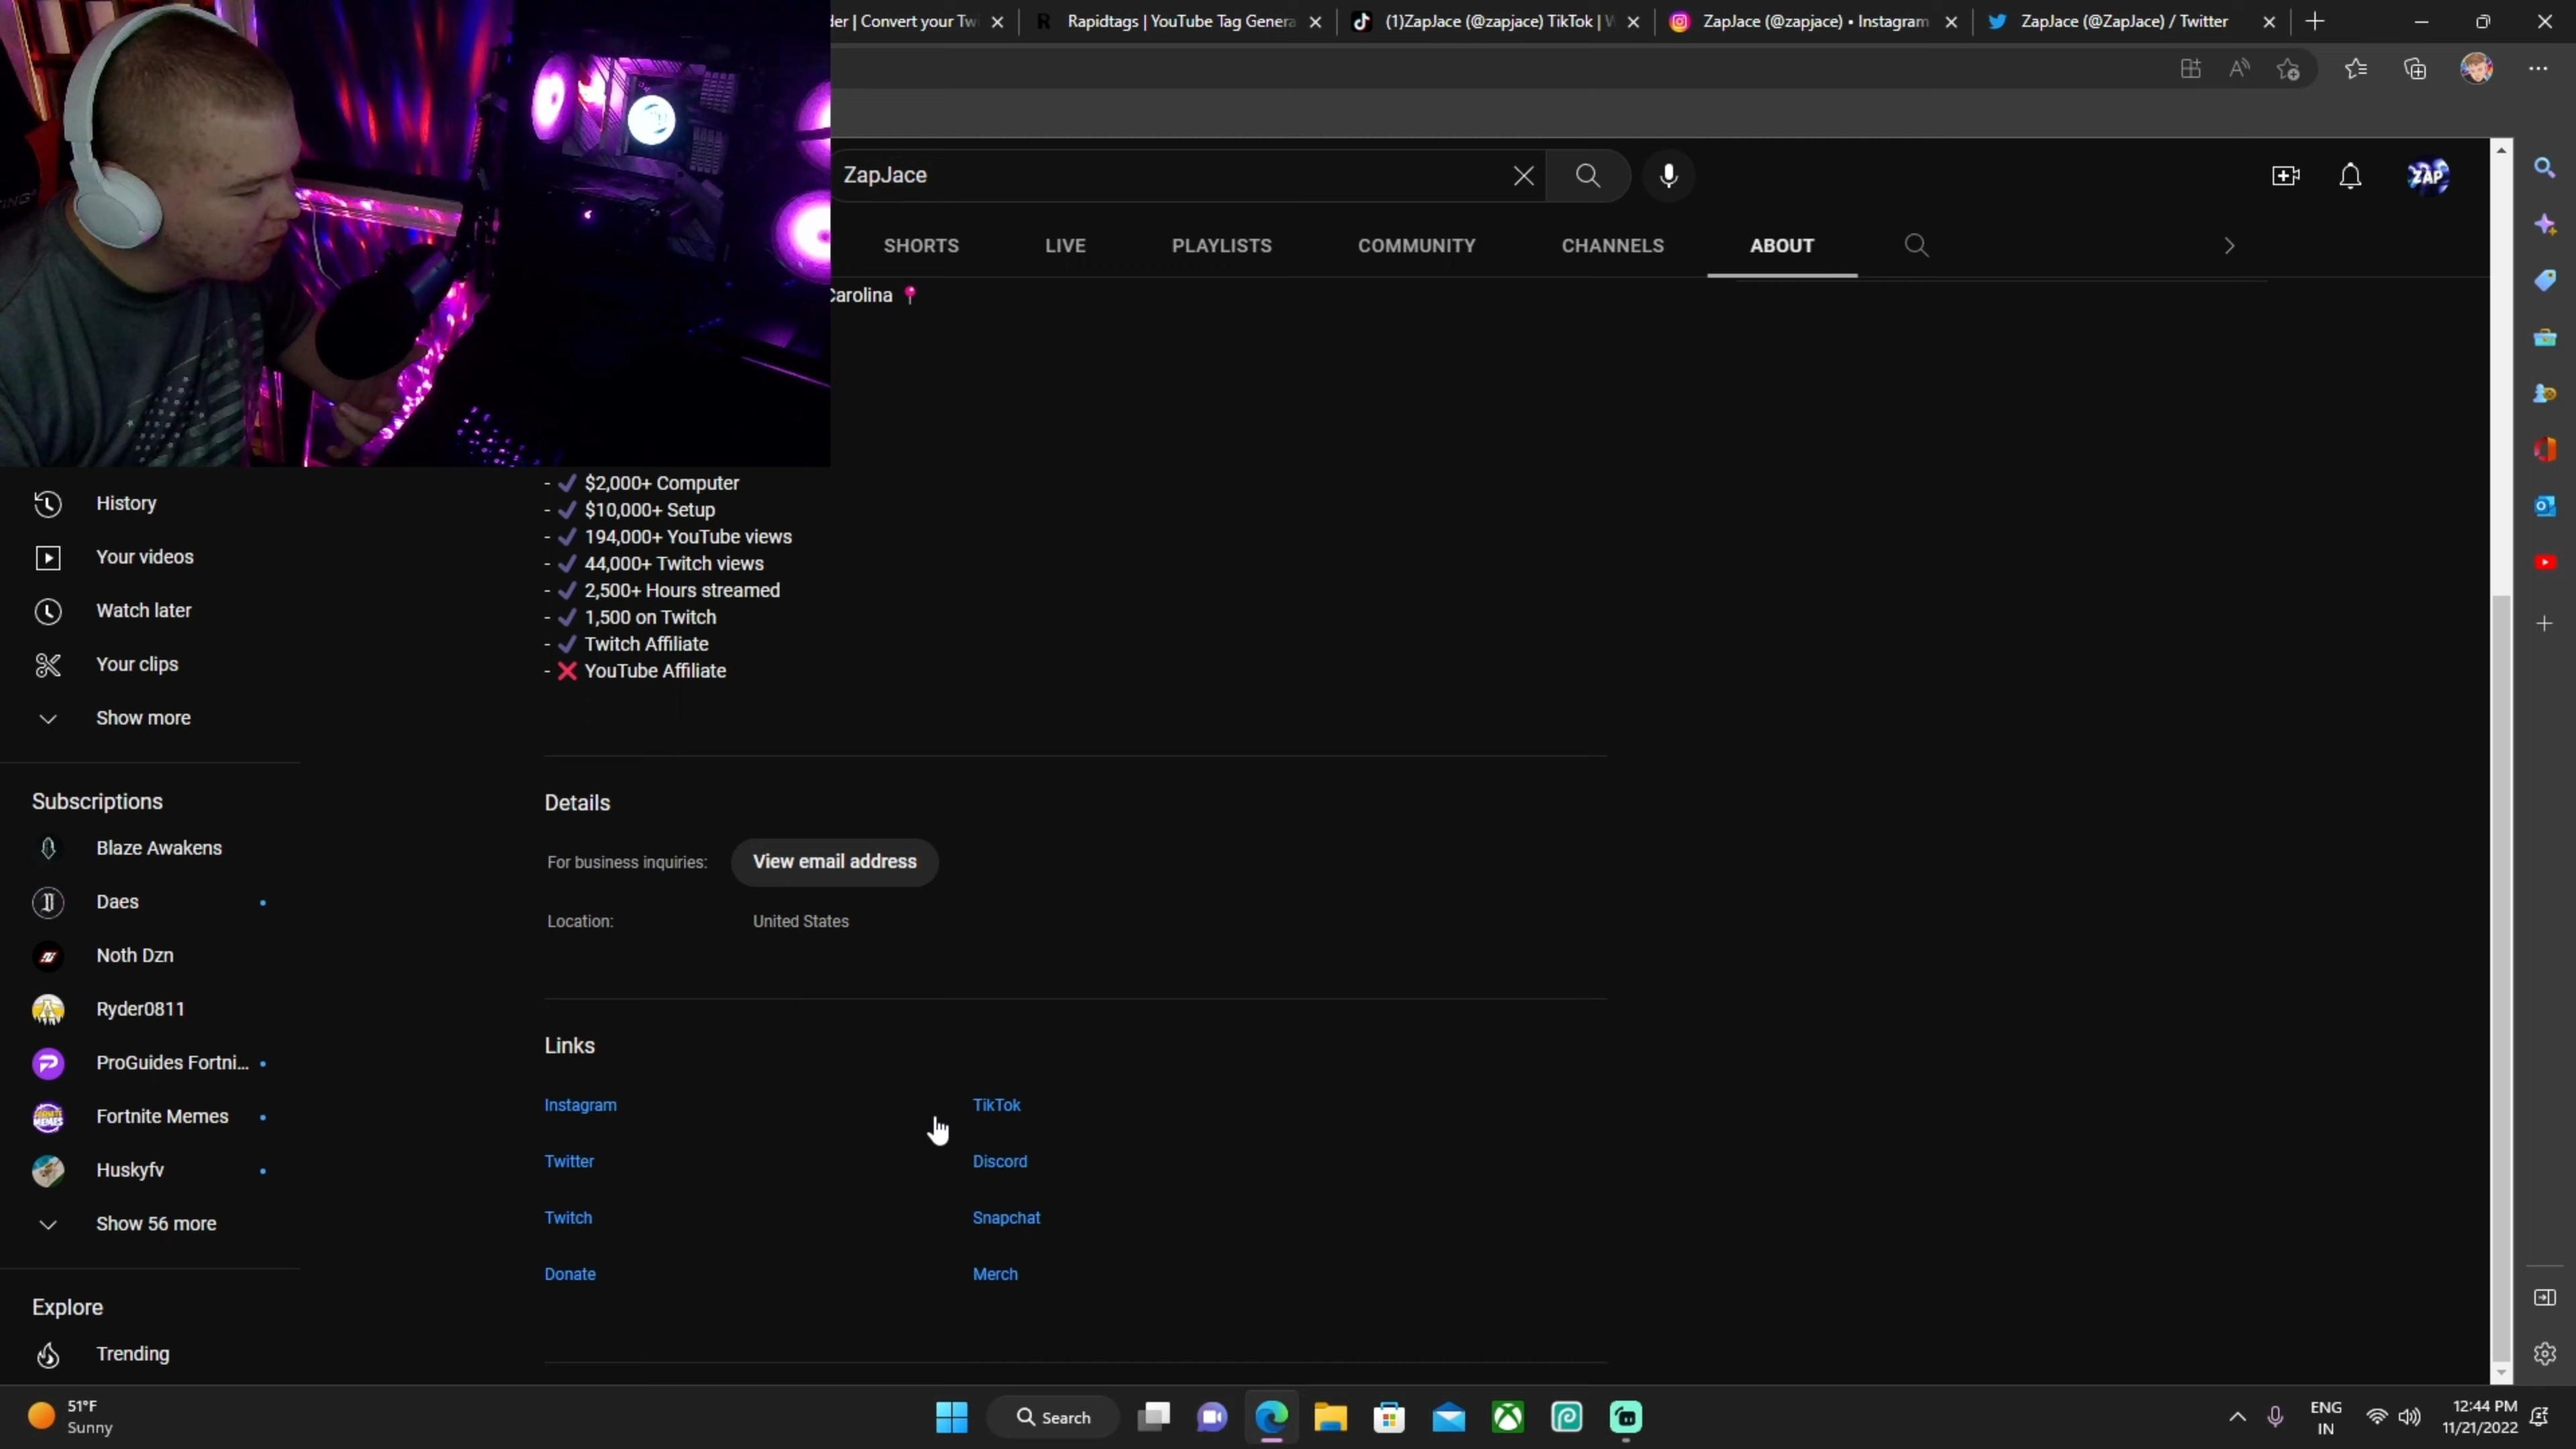 der | Convert your Tw
Rapidtags | YouTube Tag Genera
(1)ZapJace (@zapjace) TikTok | W
ZapJace (@zapjace) • Instagram
ZapJace (@ZapJace) / Twitter
ZapJace
ZAP
SHORTS LIVE PLAYLISTS COMMUNITY CHANNELS ABOUT
Carolina
- ✔ $2,000+ Computer
- ✔ $10,000+ Setup
- ✔ 194,000+ YouTube views
- ✔ 44,000+ Twitch views
- ✔ 2,500+ Hours streamed
- ✔ 1,500 on Twitch
- ✔ Twitch Affiliate
- ❌ YouTube Affiliate
History
Your videos
Watch later
Your clips
Show more
Subscriptions
Blaze Awakens
Daes
Noth Dzn
Ryder0811
ProGuides Fortni...
Fortnite Memes
Huskyfv
Show 56 more
Explore
Trending
Details
For business inquiries: View email address
Location: United States
Links
Instagram TikTok
Twitter Discord
Twitch Snapchat
Donate Merch
51°F
Sunny
Search
ENG
IN
12:44 PM
11/21/2022